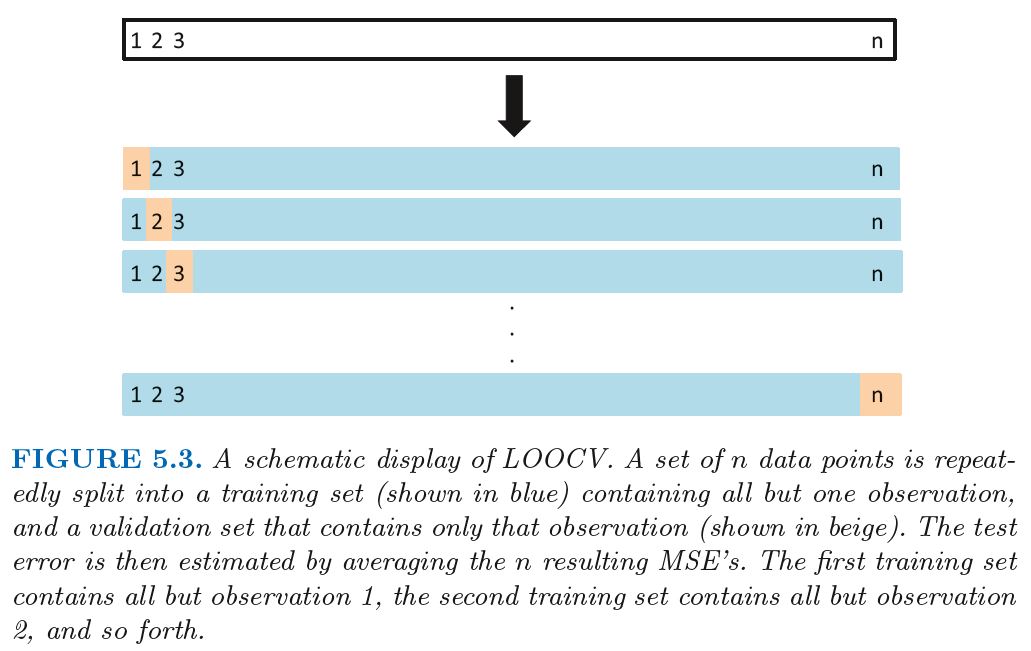 1 2 3 n
1 2 3 n
1 2 3 n
1 2 3 n
.
.
.
1 2 3 n
FIGURE 5.3. A schematic display of LOOCV. A set of n data points is repeat-
edly split into a training set (shown in blue) containing all but one observation,
and a validation set that contains only that observation (shown in beige). The test
error is then estimated by averaging the n resulting MSE's. The first training set
contains all but observation 1, the second training set contains all but observation
2, and so forth.